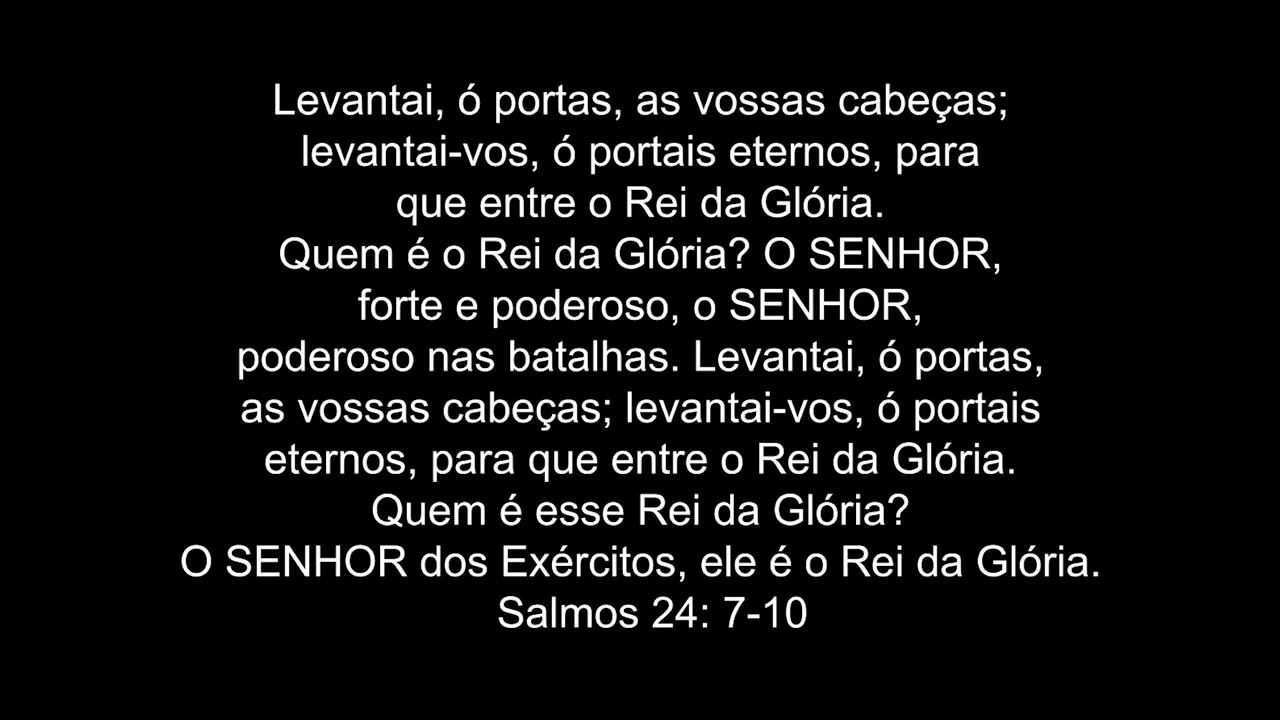 Levantai, ó portas, as vossas cabeças;
levantai-vos, ó portais eternos, para
que entre o Rei da Glória.
Quem é o Rei da Glória? O SENHOR,
forte e poderoso, o SENHOR,
poderoso nas batalhas. Levantai, ó portas,
as vossas cabeças; levantai-vos, ó portais
eternos, para que entre o Rei da Glória.
Quem é esse Rei da Glória?
O SENHOR dos Exércitos, ele é o Rei da Glória.
Salmos 24: 7-10